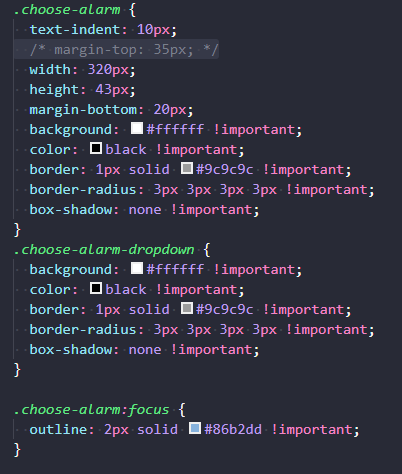 .choose-alarm {
text-indent: 10px;
/* margin-top: 35px; */
width: 320px;
height: 43px;
margin-bottom: 20px;
background: #ffffff !important;
color: black !important;
border: 1px solid #9c9c9c !important;
border-radius: 3px 3px 3px 3px !important;
box-shadow: none !important;
}
.choose-alarm-dropdown {
background: #ffffff !important;
color: black !important;
border: 1px solid #9c9c9c !important;
border-radius: 3px 3px 3px 3px !important;
box-shadow: none !important;
}
.choose-alarm:focus {
outline: 2px solid #86b2dd !important;
}